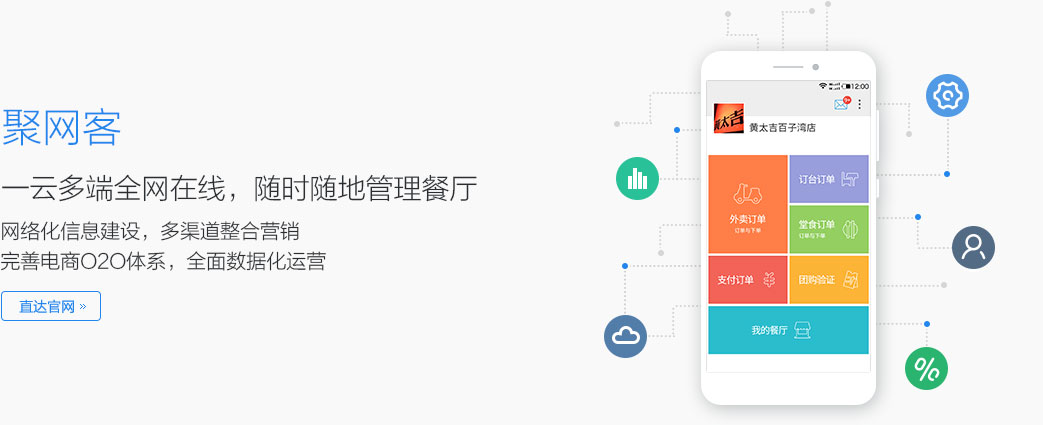 聚网客
一云多端全网在线，随时随地管理餐厅
网络化信息建设，多渠道整合营销
完善电商O2O体系，全面数据化运营
直达官网 »
12:00
9+
黄太吉
黄太吉百子湾店
外卖订单
订单与下单
订台订单
堂食订单
订单与下单
支付订单
团购验证
我的餐厅